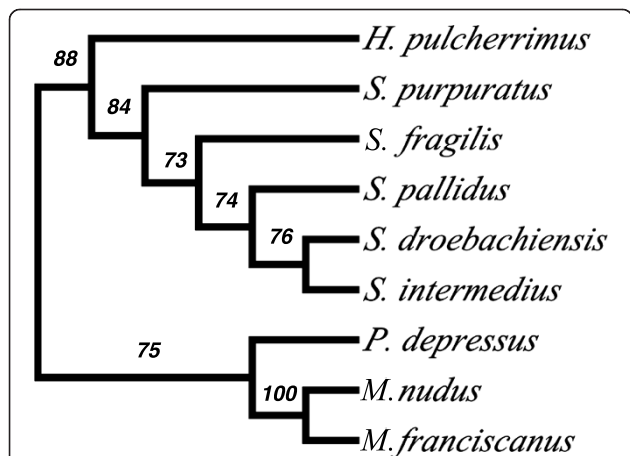 88
H. pulcherrimus
84
S. purpuratus
73
S. fragilis
74
S. pallidus
76
S. droebachiensis
S. intermedius
75
P. depressus
100
M. nudus
M. franciscanus